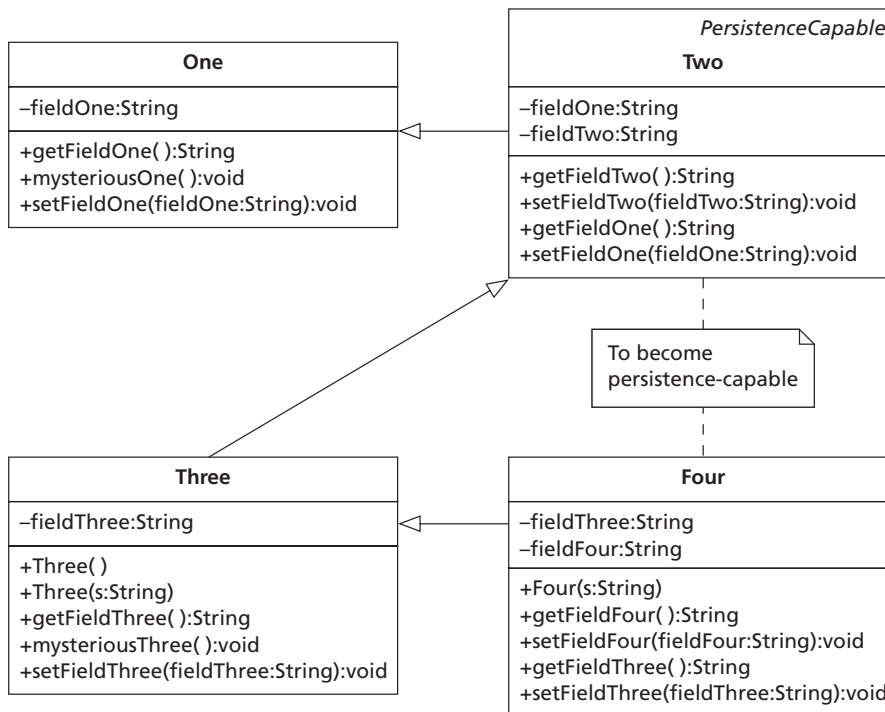 One
–fieldOne:String
+getFieldOne( ):String
+mysteriousOne( ):void
+setFieldOne(fieldOne:String):void
PersistenceCapable
Two
–fieldOne:String
–fieldTwo:String
+getFieldTwo( ):String
+setFieldTwo(fieldTwo:String):void
+getFieldOne( ):String
+setFieldOne(fieldOne:String):void
To become
persistence-capable
Three
–fieldThree:String
+Three( )
+Three(s:String)
+getFieldThree( ):String
+mysteriousThree( ):void
+setFieldThree(fieldThree:String):void
Four
–fieldThree:String
–fieldFour:String
+Four(s:String)
+getFieldFour( ):String
+setFieldFour(fieldFour:String):void
+getFieldThree( ):String
+setFieldThree(fieldThree:String):void